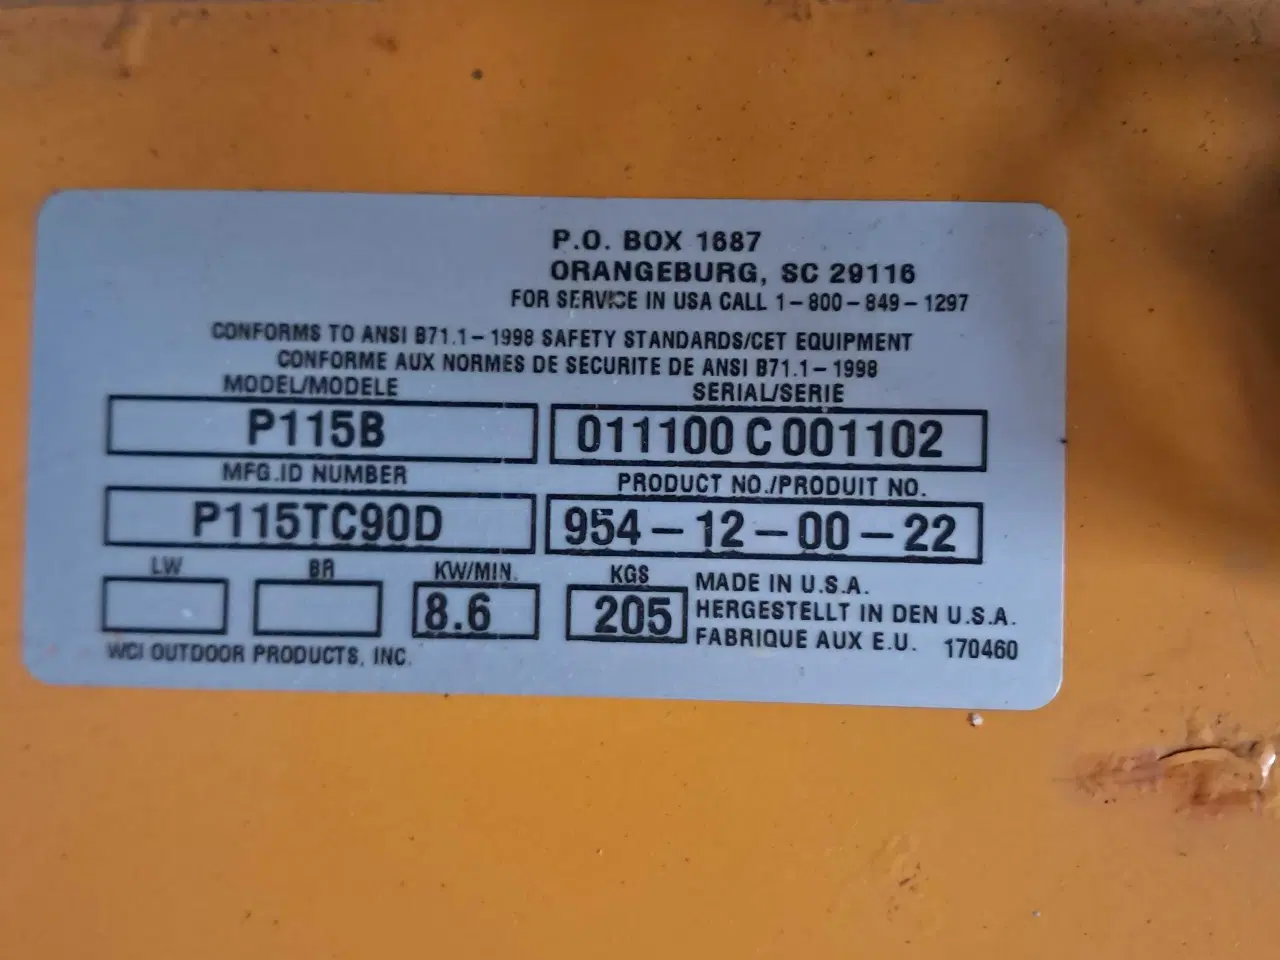 P.O. BOX 1687
ORANGEBURG, SC 29116
FOR SERVICE IN USA CALL 1-800-849-1297
CONFORMS TO ANSI B71.1-1998 SAFETY STANDARDS/CET EQUIPMENT
CONFORME AUX NORMES DE SECURITE DE ANSI B71.1-1998
MODEL/MODELE SERIAL/SERIE
P115B 011100 C 001102
MFG.ID NUMBER PRODUCT NO./PRODUIT NO.
P115TC90D 954-12-00-22
LW BR KW/MIN. KGS MADE IN U.S.A.
8.6 205 HERGESTELLT IN DEN U.S.A.
FABRIQUE AUX E.U. 170460
WCI OUTDOOR PRODUCTS, INC.